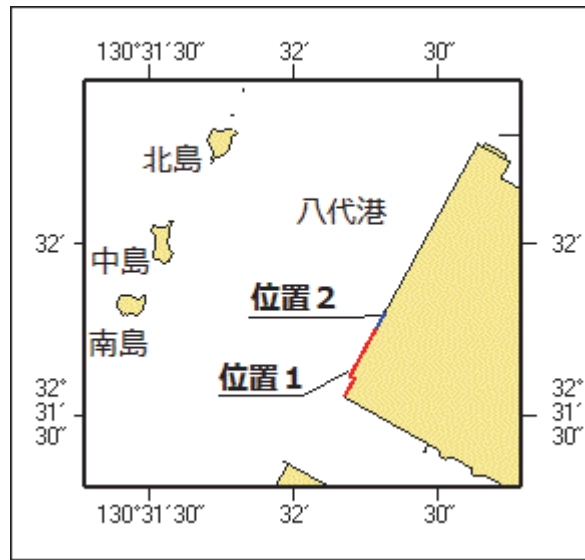 130°31′30″ 32′ 30″
北島
八代港
32′ 32′
中島
位置２
南島
位置１
32° 32°
31′ 31′
30″ 30″
130°31′30″ 32′ 30″